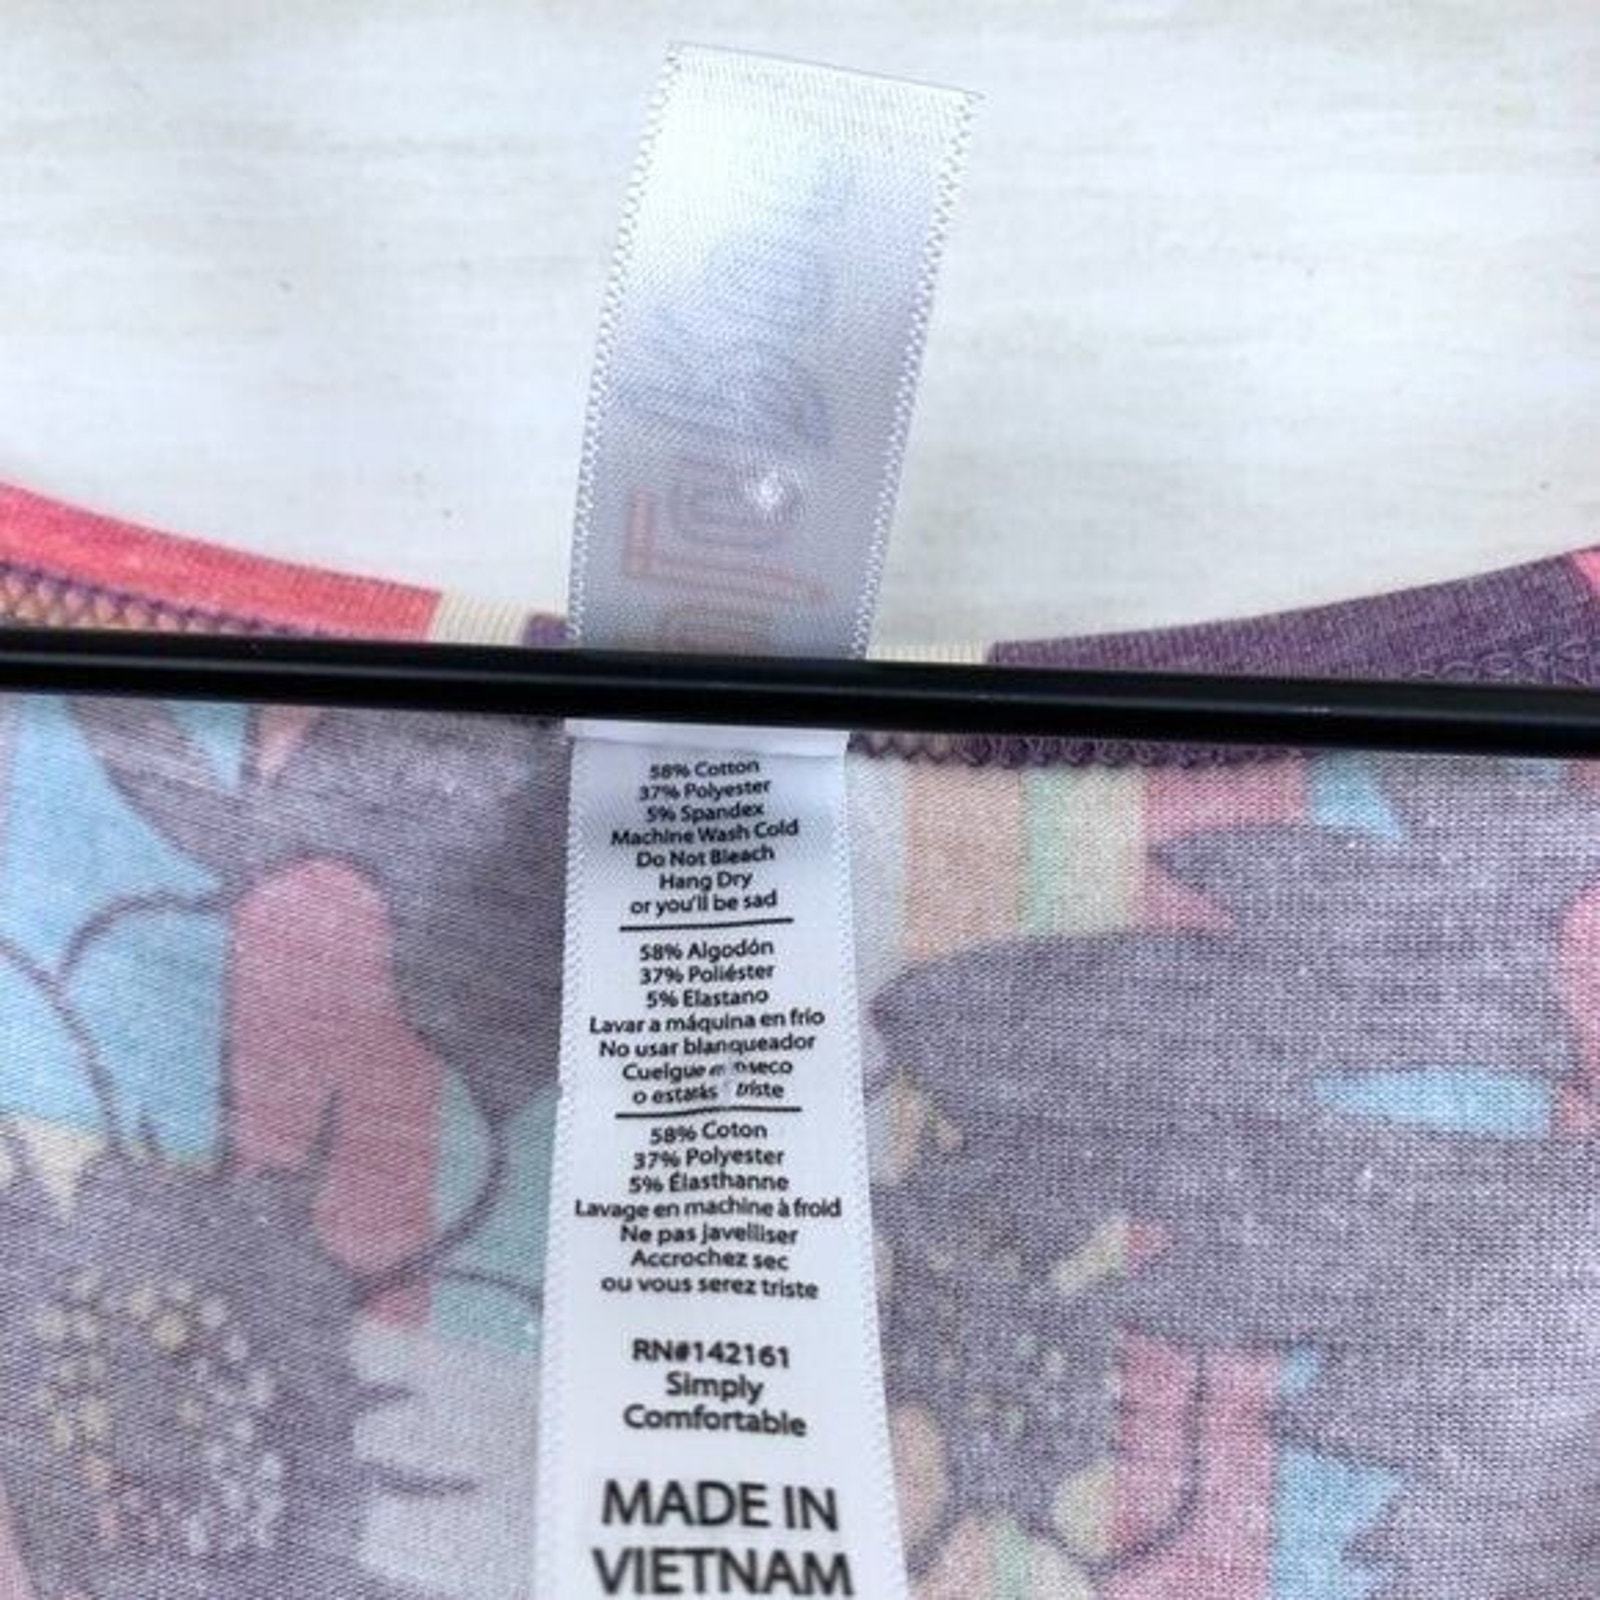 58% Cotton
37% Polyester
5% Spandex
Machine Wash Cold
Do Not Bleach
Hang Dry
or you'll be sad
58% Algodón
37% Poliéster
5% Elastano
Lavar a máquina en frio
No usar blanqueador
Cuelgue en seco
o estarás triste
58% Coton
37% Polyester
5% Élasthanne
Lavage en machine à froid
Ne pas javelliser
Accrochez sec
ou vous serez triste
RN#142161
Simply
Comfortable
MADE IN
VIETNAM